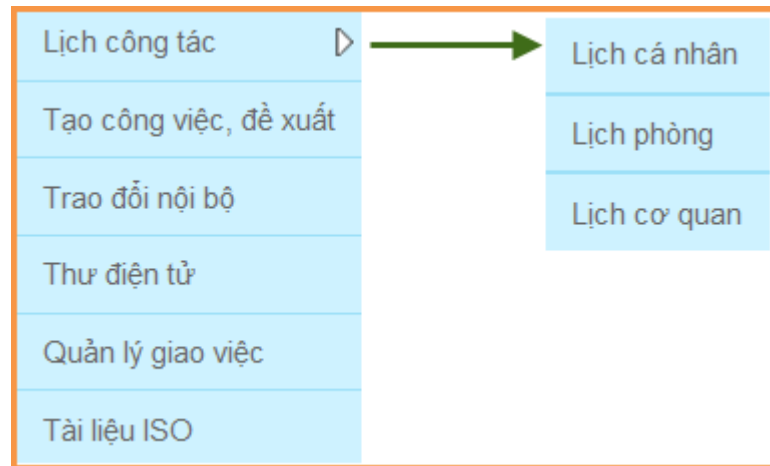 Lịch công tác
Tạo công việc, đề xuất
Trao đổi nội bộ
Thư điện tử
Quản lý giao việc
Tài liệu ISO
Lịch cá nhân
Lịch phòng
Lịch cơ quan